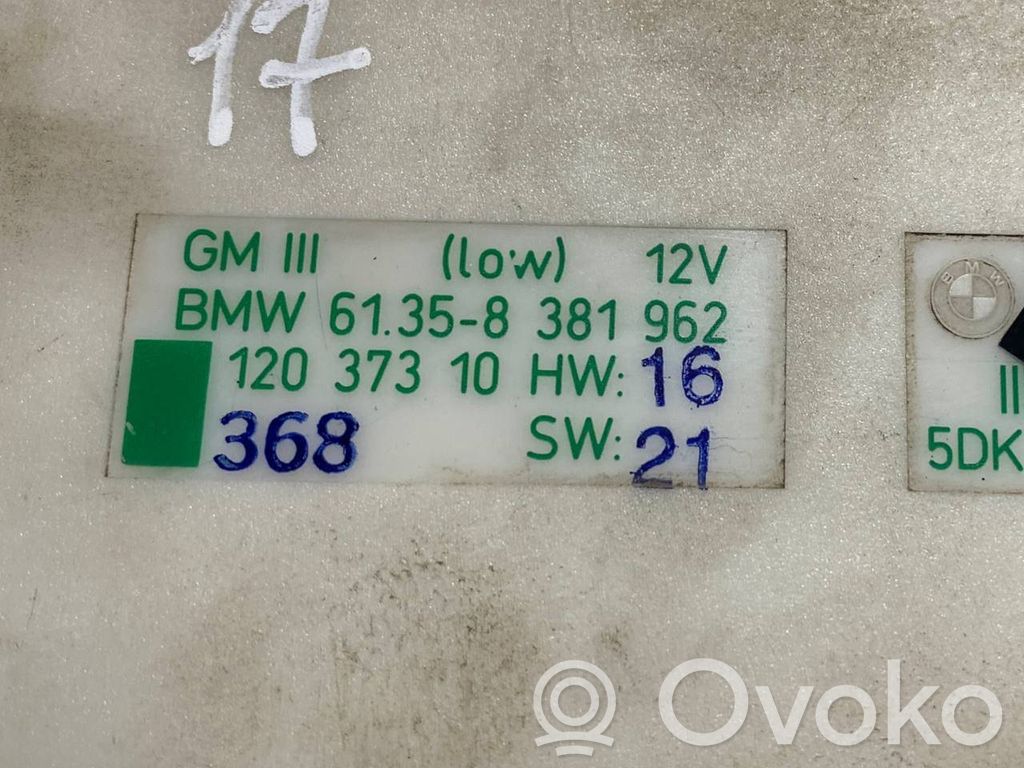 17
GM III (low) 12V
BMW 61.35-8 381 962
120 373 10 HW: 16
368 SW: 21
BMW
II
5DK
Ovoko